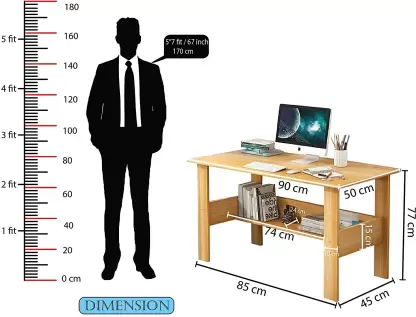 180
160
5 fit
140
4 fit
120
100
3 fit
80
2 fit
60
40
1 fit
20
0 cm
5"7 fit / 67 inch
170 cm
90 cm
50 cm
77 cm
24 cm
74 cm
15 cm
85 cm
45 cm
DIMENSION